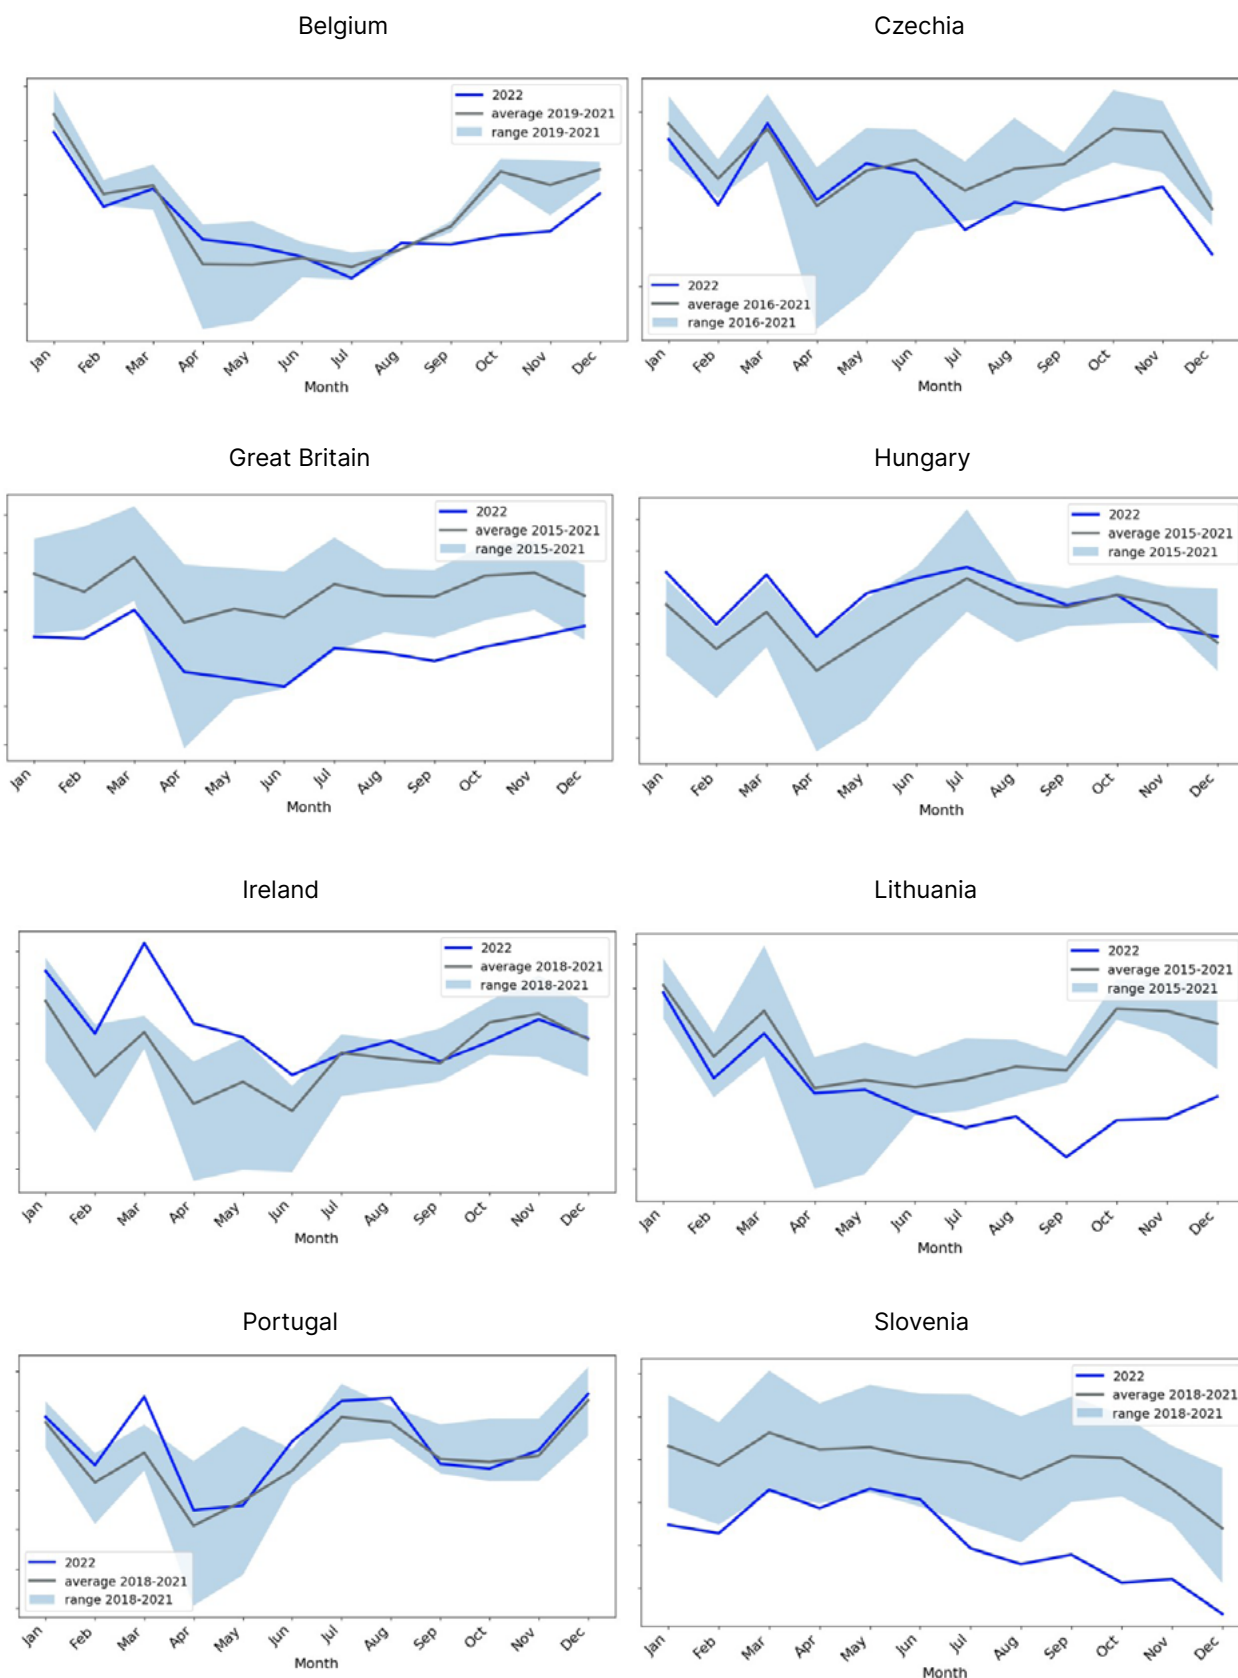 Belgium
2022
average 2019-2021
range 2019-2021
Jan
Feb
Mar
Apr
May
Jun
Jul
Aug
Sep
Oct
Nov
Dec
Month
Czechia
2022
average 2016-2021
range 2016-2021
Jan
Feb
Mar
Apr
May
Jun
Jul
Aug
Sep
Oct
Nov
Dec
Month
Great Britain
2022
average 2015-2021
range 2015-2021
Jan
Feb
Mar
Apr
May
Jun
Jul
Aug
Sep
Oct
Nov
Dec
Month
Hungary
2022
average 2015-2021
range 2015-2021
Jan
Feb
Mar
Apr
May
Jun
Jul
Aug
Sep
Oct
Nov
Dec
Month
Ireland
2022
average 2018-2021
range 2018-2021
Jan
Feb
Mar
Apr
May
Jun
Jul
Aug
Sep
Oct
Nov
Dec
Month
Lithuania
2022
average 2015-2021
range 2015-2021
Jan
Feb
Mar
Apr
May
Jun
Jul
Aug
Sep
Oct
Nov
Dec
Month
Portugal
2022
average 2018-2021
range 2018-2021
Jan
Feb
Mar
Apr
May
Jun
Jul
Aug
Sep
Oct
Nov
Dec
Month
Slovenia
2022
average 2018-2021
range 2018-2021
Jan
Feb
Mar
Apr
May
Jun
Jul
Aug
Sep
Oct
Nov
Dec
Month